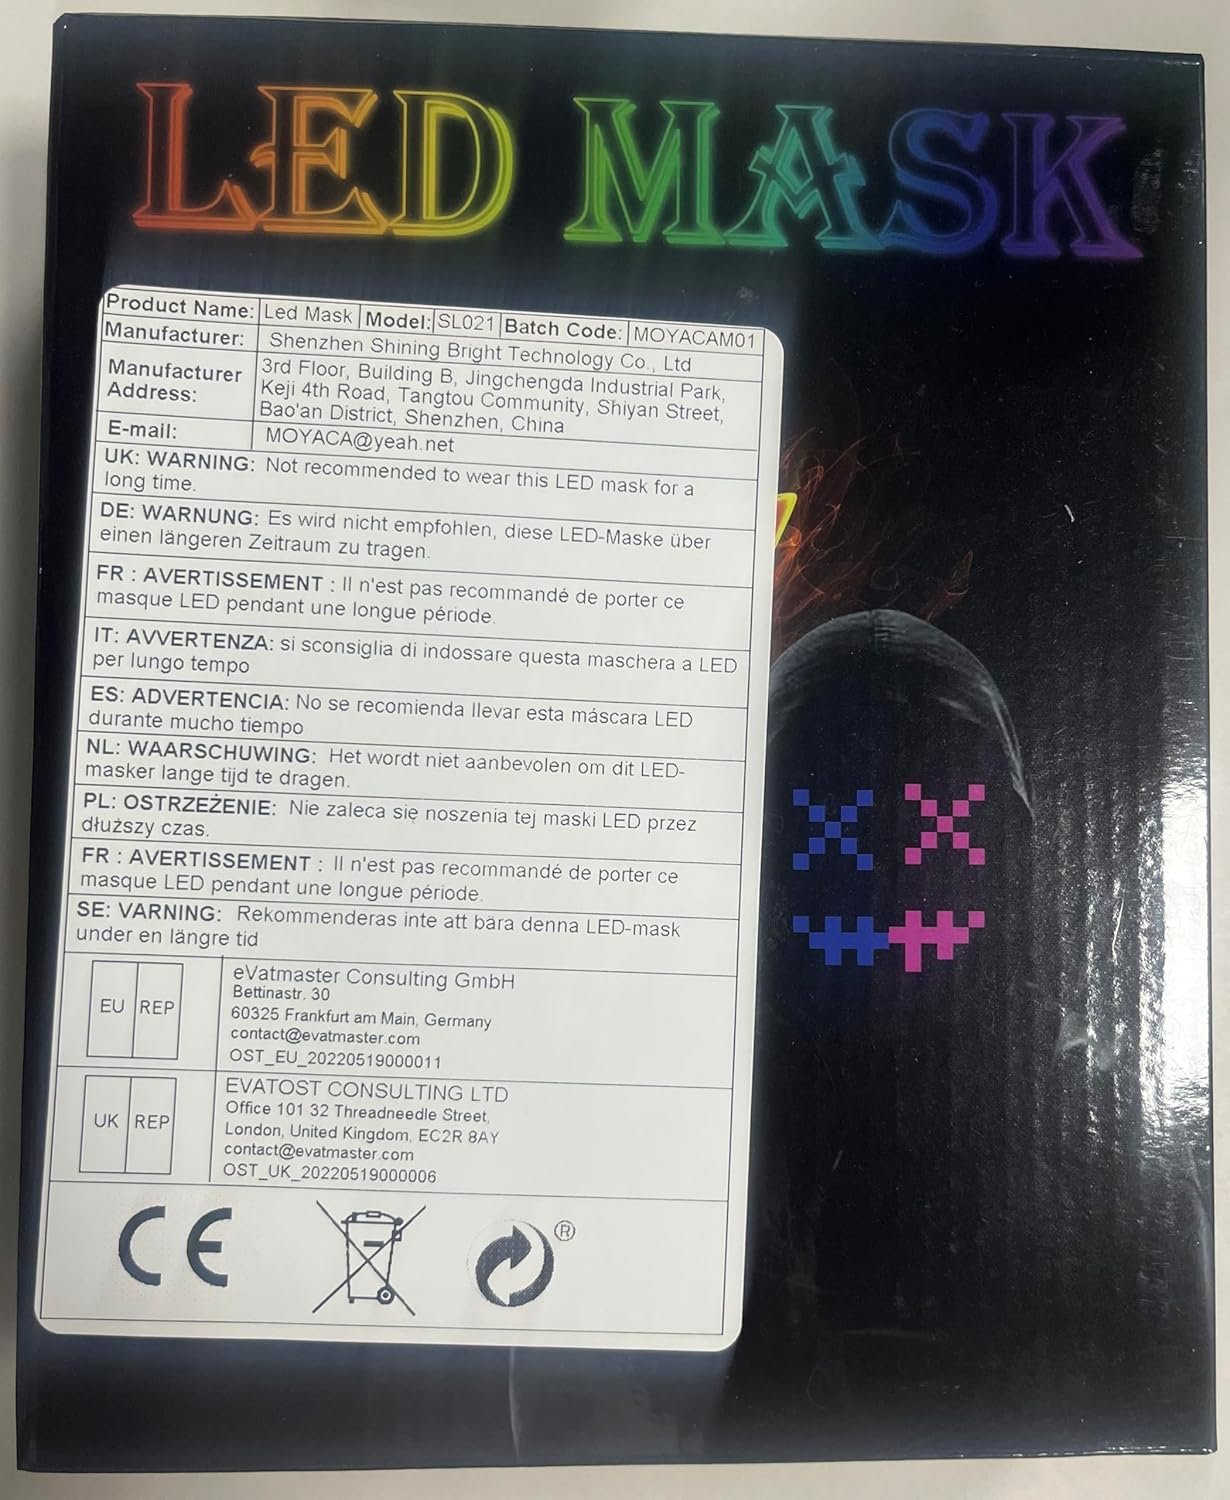 LED MASK
Product Name: Led Mask Model: SL021 Batch Code: MOYACAM01
Manufacturer: Shenzhen Shining Bright Technology Co., Ltd
Manufacturer Address: 3rd Floor, Building B, Jingchengda Industrial Park,
Keji 4th Road, Tangtou Community, Shiyan Street,
Bao'an District, Shenzhen, China
E-mail: MOYACA@yeah.net
UK: WARNING: Not recommended to wear this LED mask for a
long time.
DE: WARNUNG: Es wird nicht empfohlen, diese LED-Maske über
einen längeren Zeitraum zu tragen.
FR : AVERTISSEMENT : Il n'est pas recommandé de porter ce
masque LED pendant une longue période.
IT: AVVERTENZA: si sconsiglia di indossare questa maschera a LED
per lungo tempo
ES: ADVERTENCIA: No se recomienda llevar esta máscara LED
durante mucho tiempo
NL: WAARSCHUWING: Het wordt niet aanbevolen om dit LED-
masker lange tijd te dragen.
PL: OSTRZEŻENIE: Nie zaleca się noszenia tej maski LED przez
dłuższy czas.
FR : AVERTISSEMENT : Il n'est pas recommandé de porter ce
masque LED pendant une longue période.
SE: VARNING: Rekommenderas inte att bära denna LED-mask
under en längre tid
EU REP
eVatmaster Consulting GmbH
Bettinastr. 30
60325 Frankfurt am Main, Germany
contact@evatmaster.com
OST_EU_20220519000011
UK REP
EVATOST CONSULTING LTD
Office 101 32 Threadneedle Street,
London, United Kingdom, EC2R 8AY
contact@evatmaster.com
OST_UK_20220519000006
CE ®